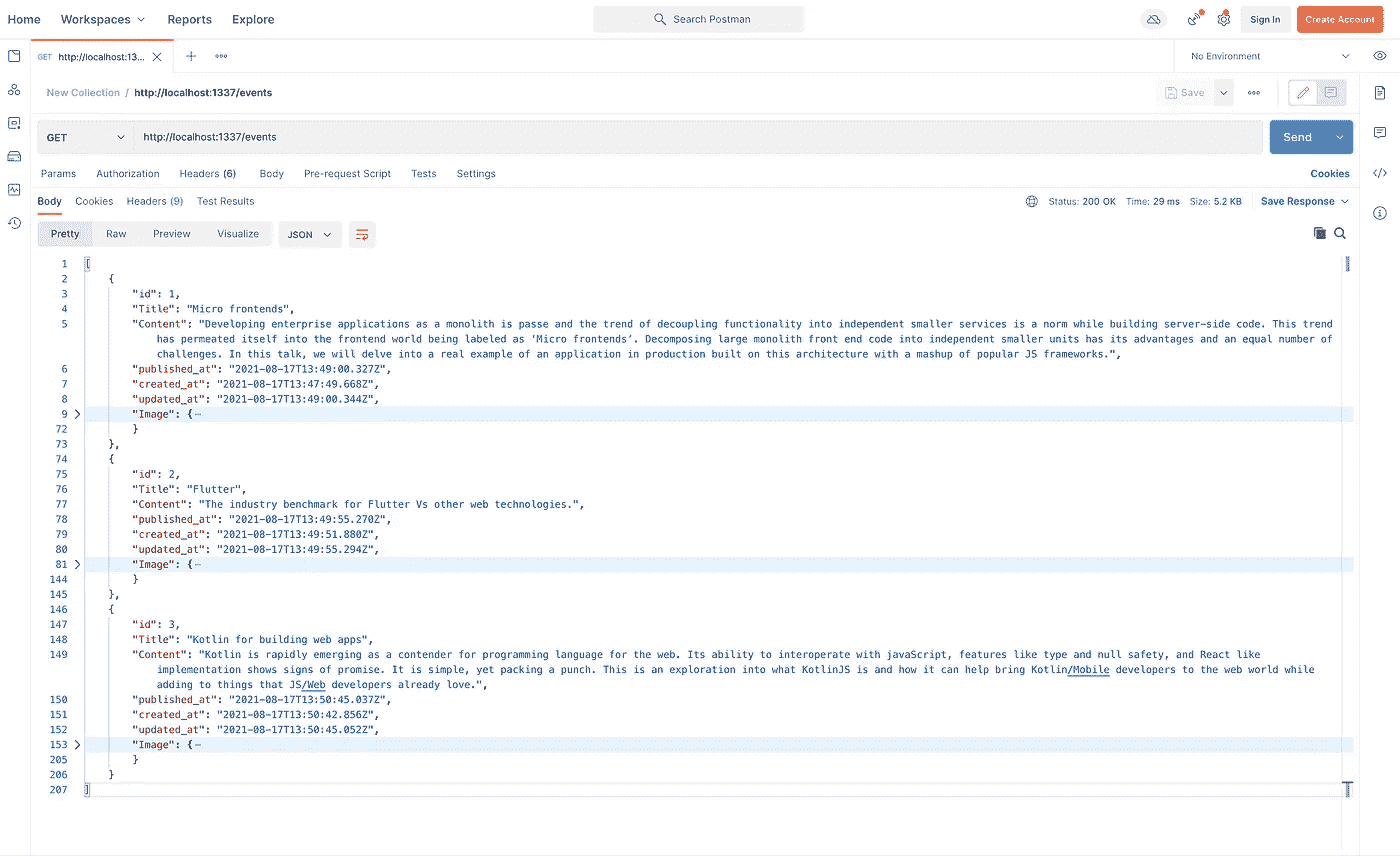 Home Workspaces Reports Explore Search Postman Sign In Create Account
GET http://localhost:13... No Environment
New Collection / http://localhost:1337/events Save
GET http://localhost:1337/events Send
Params Authorization Headers (6) Body Pre-request Script Tests Settings Cookies
Body Cookies Headers (9) Test Results Status: 200 OK Time: 29 ms Size: 5.2 KB Save Response
Pretty Raw Preview Visualize JSON
1 [
2 {
3 "id": 1,
4 "Title": "Micro frontends",
5 "Content": "Developing enterprise applications as a monolith is passe and the trend of decoupling functionality into independent smaller services is a norm while building server-side code. This trend
has permeated itself into the frontend world being labeled as ‘Micro frontends’. Decomposing large monolith front end code into independent smaller units has its advantages and an equal number of
challenges. In this talk, we will delve into a real example of an application in production built on this architecture with a mashup of popular JS frameworks.",
6 "published_at": "2021-08-17T13:49:00.327Z",
7 "created_at": "2021-08-17T13:47:49.668Z",
8 "updated_at": "2021-08-17T13:49:00.344Z",
9 "Image": {
72 }
73 },
74 {
75 "id": 2,
76 "Title": "Flutter",
77 "Content": "The industry benchmark for Flutter Vs other web technologies.",
78 "published_at": "2021-08-17T13:49:55.270Z",
79 "created_at": "2021-08-17T13:49:51.880Z",
80 "updated_at": "2021-08-17T13:49:55.294Z",
81 "Image": {
144 }
145 },
146 {
147 "id": 3,
148 "Title": "Kotlin for building web apps",
149 "Content": "Kotlin is rapidly emerging as a contender for programming language for the web. Its ability to interoperate with javaScript, features like type and null safety, and React like
implementation shows signs of promise. It is simple, yet packing a punch. This is an exploration into what KotlinJS is and how it can help bring Kotlin/Mobile developers to the web world while
adding to things that JS/Web developers already love.",
150 "published_at": "2021-08-17T13:50:45.037Z",
151 "created_at": "2021-08-17T13:50:42.856Z",
152 "updated_at": "2021-08-17T13:50:45.052Z",
153 "Image": {
205 }
206 }
207 ]